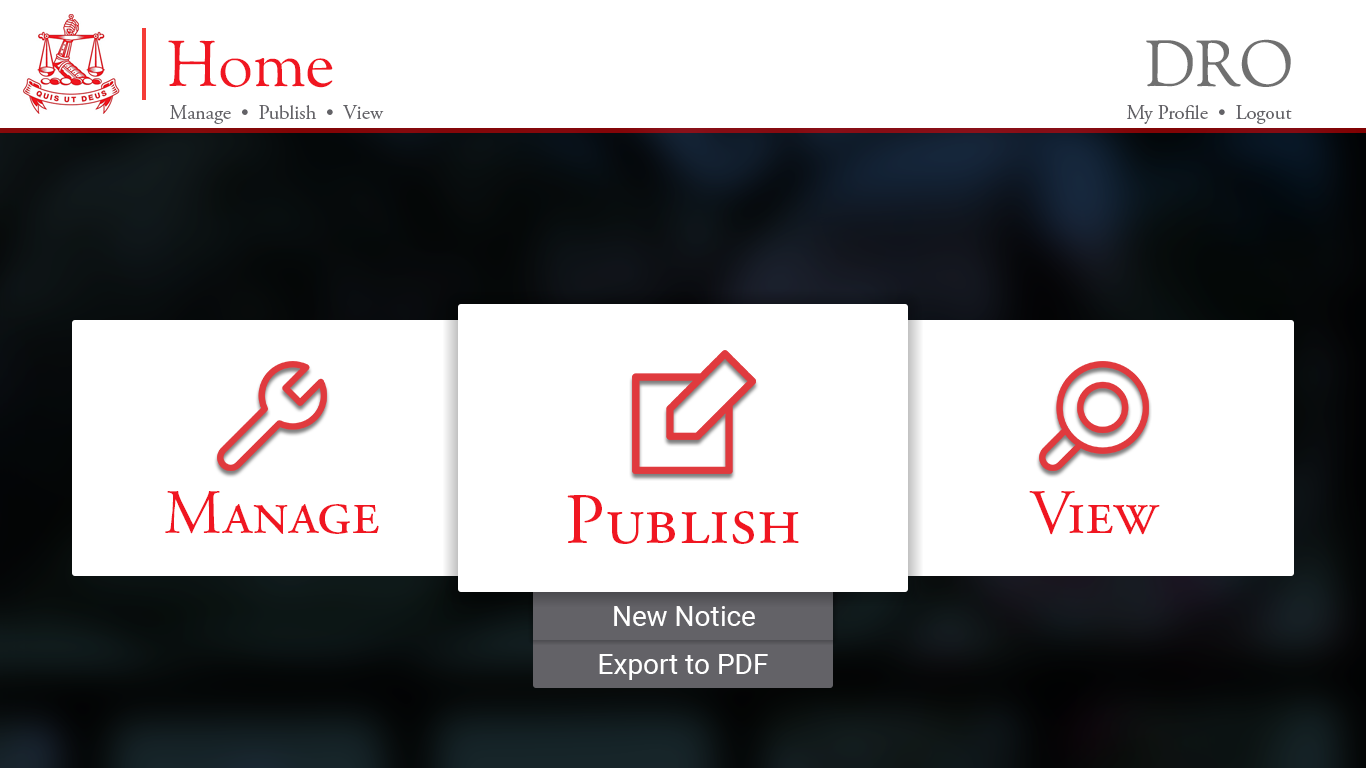 QUIS UT DEUS
Home
Manage • Publish • View
DRO
My Profile • Logout
Manage
Publish
View
New Notice
Export to PDF